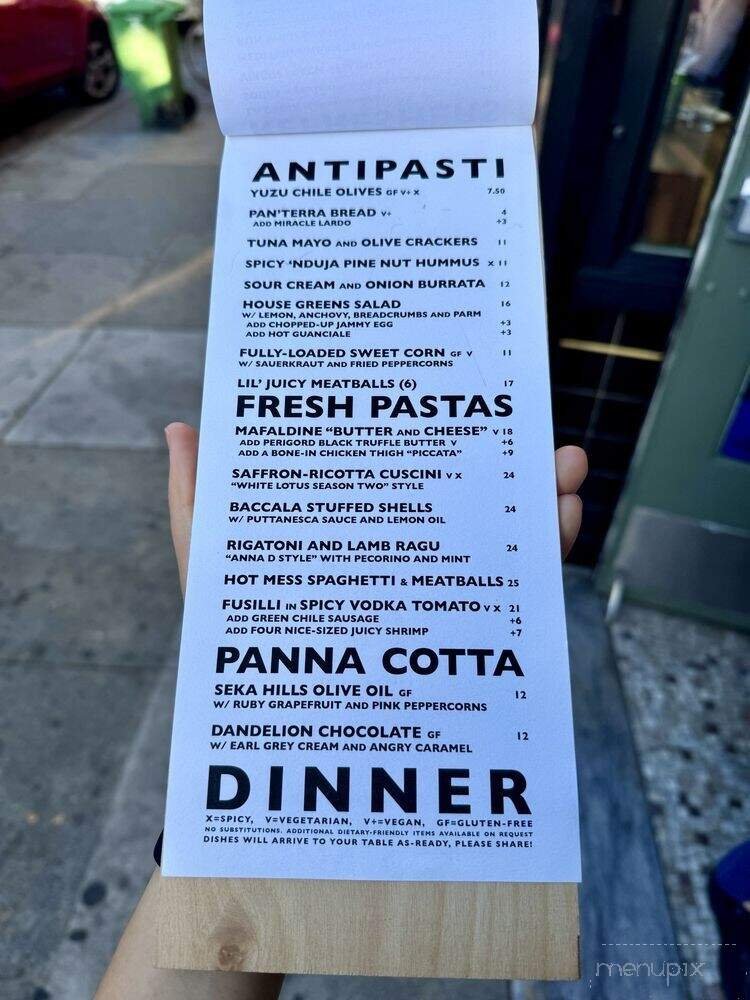 ANTIPASTI
YUZU CHILE OLIVES GF V+ X 7.50
PAN'TERRA BREAD V+ 4
ADD MIRACLE LARDO +3
TUNA MAYO AND OLIVE CRACKERS 11
SPICY 'NDUJA PINE NUT HUMMUS X 11
SOUR CREAM AND ONION BURRATA 12
HOUSE GREENS SALAD 16
W/ LEMON, ANCHOVY, BREADCRUMBS AND PARM
ADD CHOPPED-UP JAMMY EGG +3
ADD HOT GUANCIALE +3
FULLY-LOADED SWEET CORN GF V 11
W/ SAUERKRAUT AND FRIED PEPPERCORNS
LIL' JUICY MEATBALLS (6) 17
FRESH PASTAS
MAFALDINE "BUTTER AND CHEESE" V 18
ADD PERIGORD BLACK TRUFFLE BUTTER V +6
ADD A BONE-IN CHICKEN THIGH "PICCATA" +9
SAFFRON-RICOTTA CUSCINI V X 24
"WHITE LOTUS SEASON TWO" STYLE
BACCALA STUFFED SHELLS 24
W/ PUTTANESCA SAUCE AND LEMON OIL
RIGATONI AND LAMB RAGU 24
"ANNA D STYLE" WITH PECORINO AND MINT
HOT MESS SPAGHETTI & MEATBALLS 25
FUSILLI IN SPICY VODKA TOMATO V X 21
ADD GREEN CHILE SAUSAGE +6
ADD FOUR NICE-SIZED JUICY SHRIMP +7
PANNA COTTA
SEKA HILLS OLIVE OIL GF 12
W/ RUBY GRAPEFRUIT AND PINK PEPPERCORNS
DANDELION CHOCOLATE GF 12
W/ EARL GREY CREAM AND ANGRY CARAMEL
DINNER
X=SPICY, V=VEGETARIAN, V+=VEGAN, GF=GLUTEN-FREE
NO SUBSTITUTIONS. ADDITIONAL DIETARY-FRIENDLY ITEMS AVAILABLE ON REQUEST
DISHES WILL ARRIVE TO YOUR TABLE AS-READY, PLEASE SHARE!
menupix